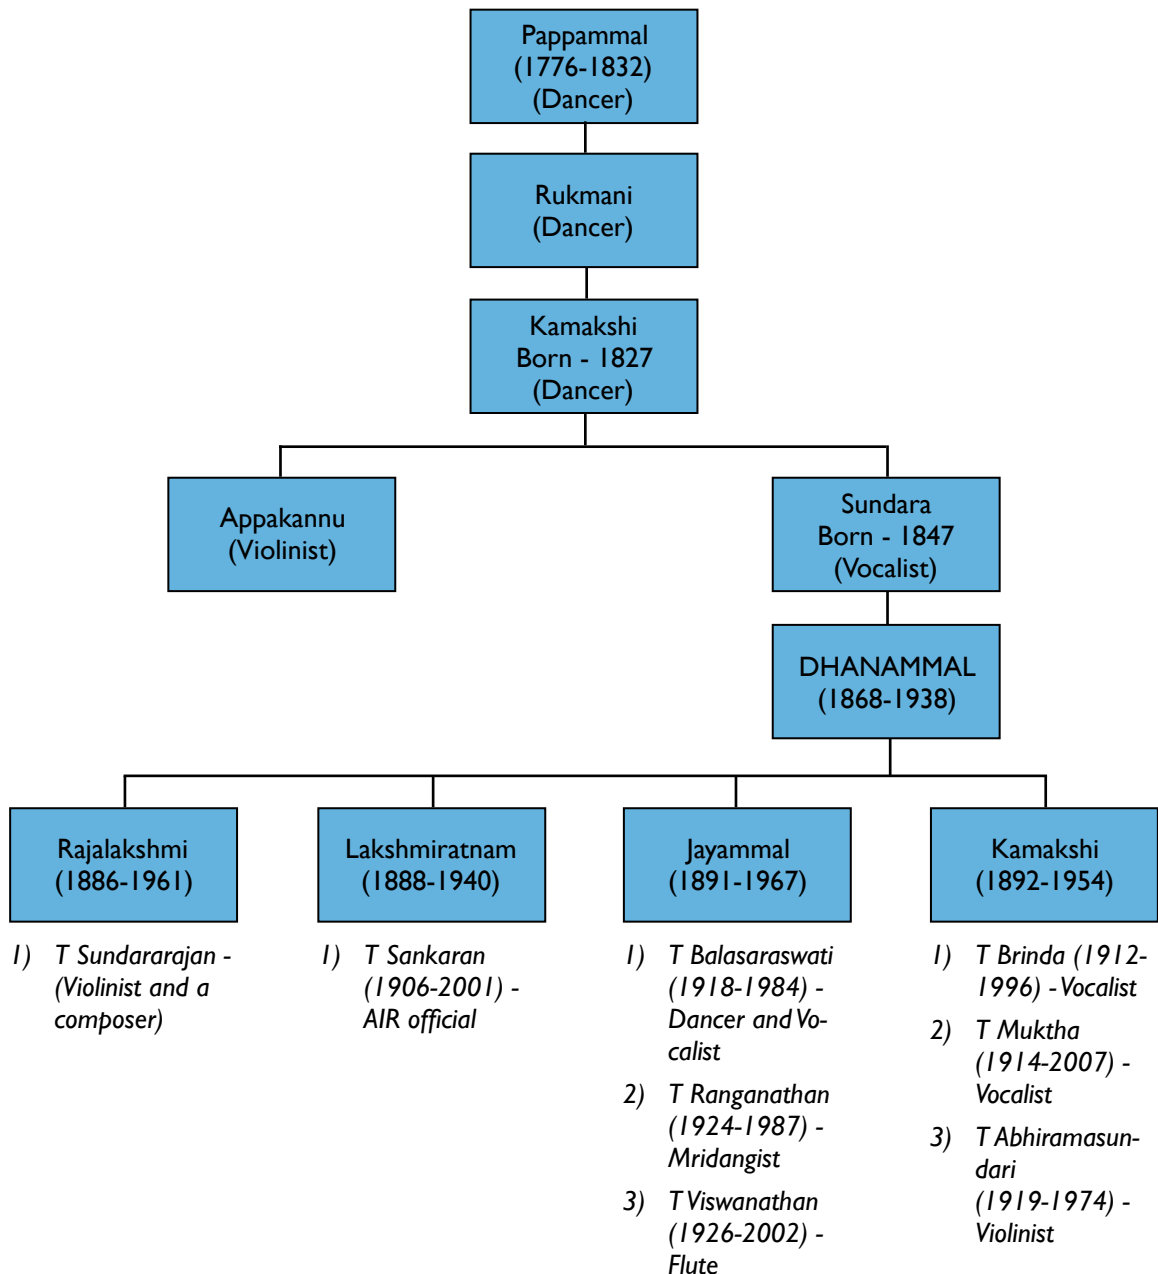 Pappammal
(1776-1832)
(Dancer)
Rukmani
(Dancer)
Kamakshi
Born - 1827
(Dancer)
Appakannu
(Violinist)
Sundara
Born - 1847
(Vocalist)
DHANAMMAL
(1868-1938)
Rajalakshmi
(1886-1961)
1) T Sundararajan -
(Violinist and a
composer)
Lakshmiratnam
(1888-1940)
1) T Sankaran
(1906-2001) -
AIR official
Jayammal
(1891-1967)
1) T Balasaraswati
(1918-1984) -
Dancer and Vo-
calist
2) T Ranganathan
(1924-1987) -
Mridangist
3) T Viswanathan
(1926-2002) -
Flute
Kamakshi
(1892-1954)
1) T Brinda (1912-
1996) - Vocalist
2) T Muktha
(1914-2007) -
Vocalist
3) T Abhiramasun-
dari
(1919-1974) -
Violinist